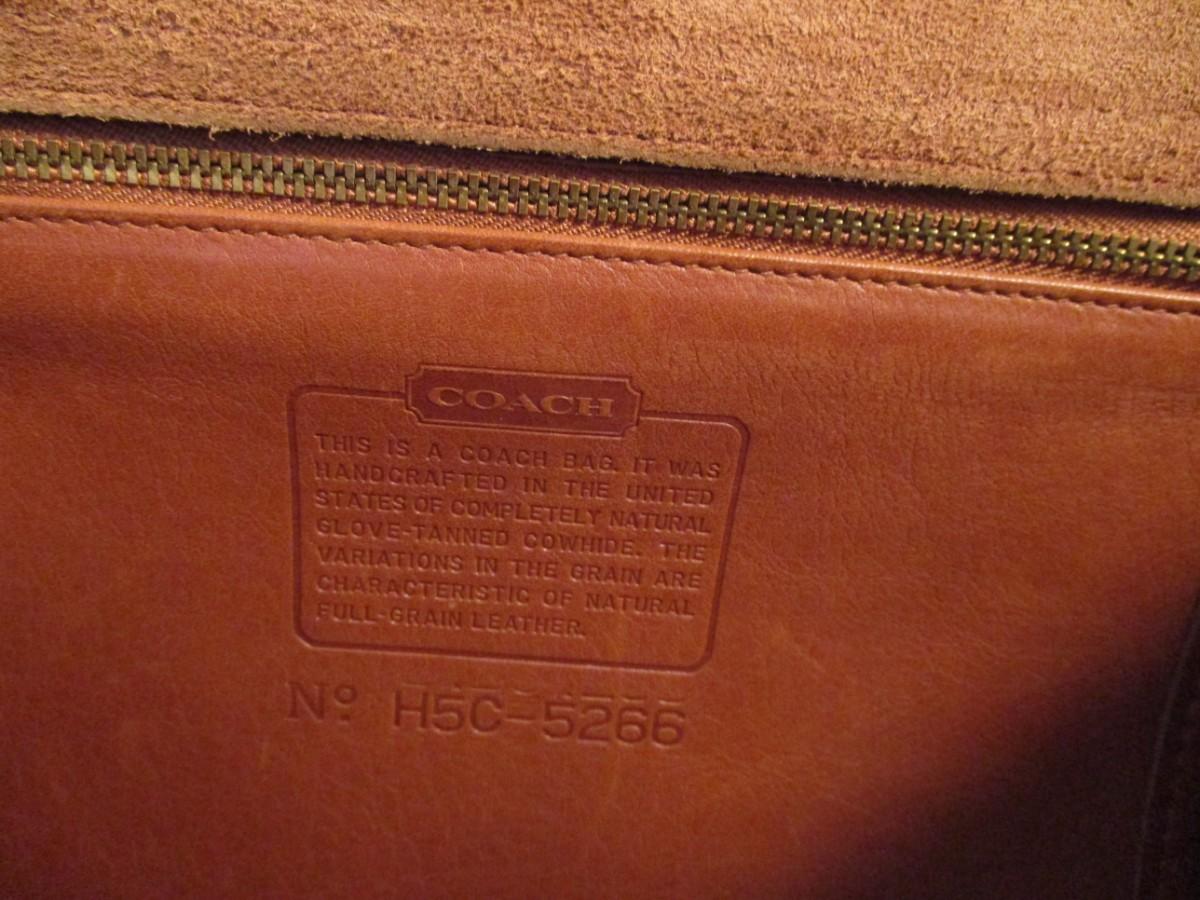 COACH
THIS IS A COACH BAG. IT WAS
HANDCRAFTED IN THE UNITED
STATES OF COMPLETELY NATURAL
GLOVE-TANNED COWHIDE. THE
VARIATIONS IN THE GRAIN ARE
CHARACTERISTIC OF NATURAL
FULL-GRAIN LEATHER.
Nº H5C-5266